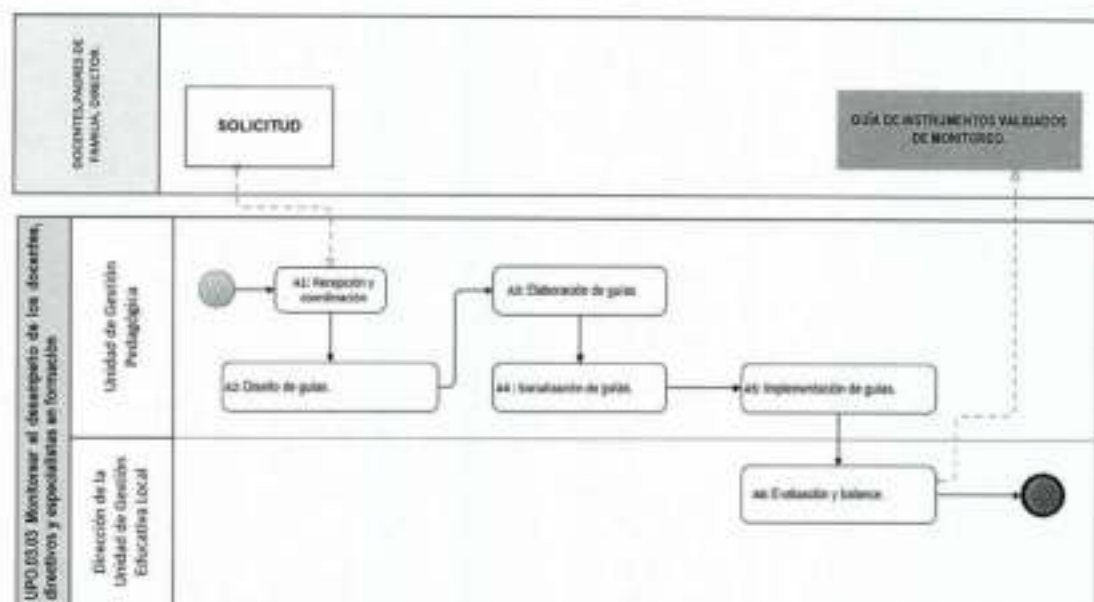 DOCENTES,PADRES DE
FAMILIA, DIRECTOR.
SOLICITUD
GUÍA DE INSTRUMENTOS VALIDADOS
DE MONITOREO.
UPO.03.03 Monitorear el desempeño de los docentes,
directivos y especialistas en formación
Unidad de Gestión
Pedagógica
A1: Recepción y
coordinación
A2: Diseño de guías.
A3: Elaboración de guías
A4 : Socialización de guías.
A5: Implementación de guías.
Dirección de la
Unidad de Gestión
Educativa Local
A6: Evaluación y balance.